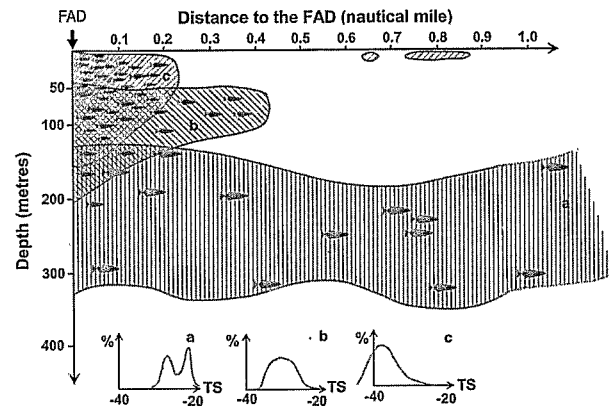 FAD
Distance to the FAD (nautical mile)
0.1 0.2 0.3 0.4 0.5 0.6 0.7 0.8 0.9 1.0
Depth (metres)
50
100
200
300
400
c
b
a
% a TS
-40 -20
% b TS
-40 -20
% c TS
-40 -20